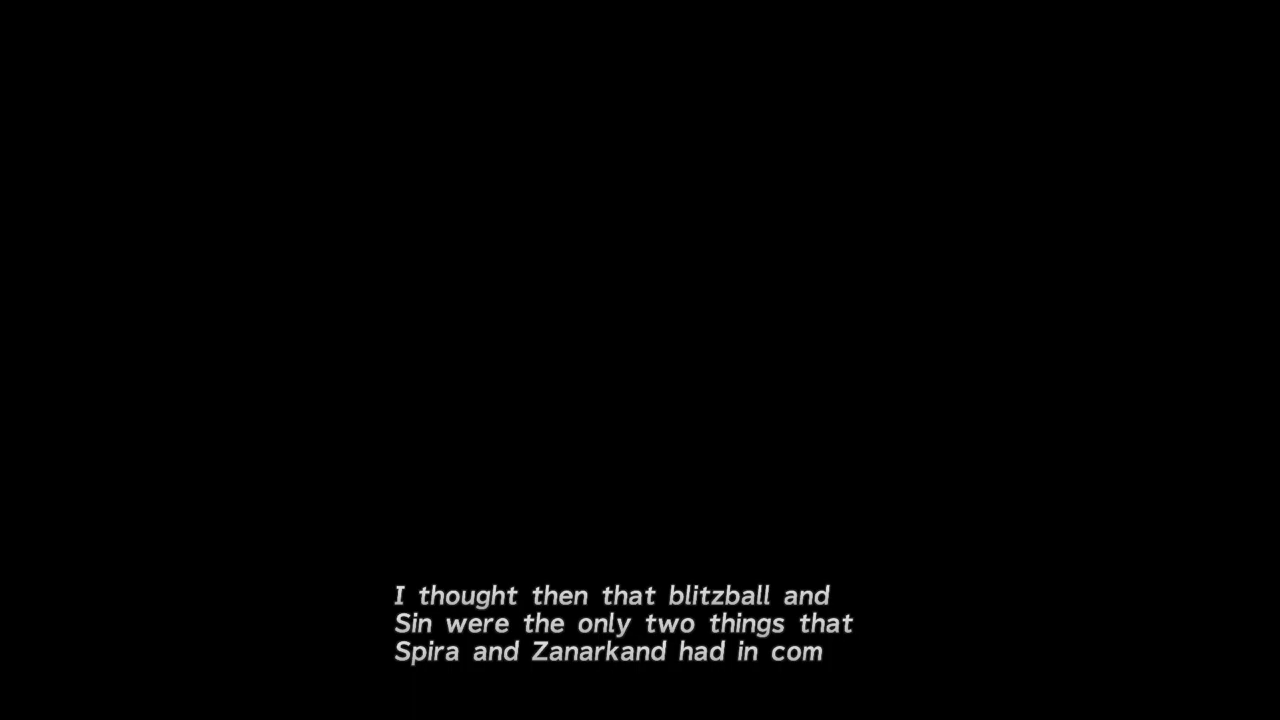 I thought then that blitzball and
Sin were the only two things that
Spira and Zanarkand had in com